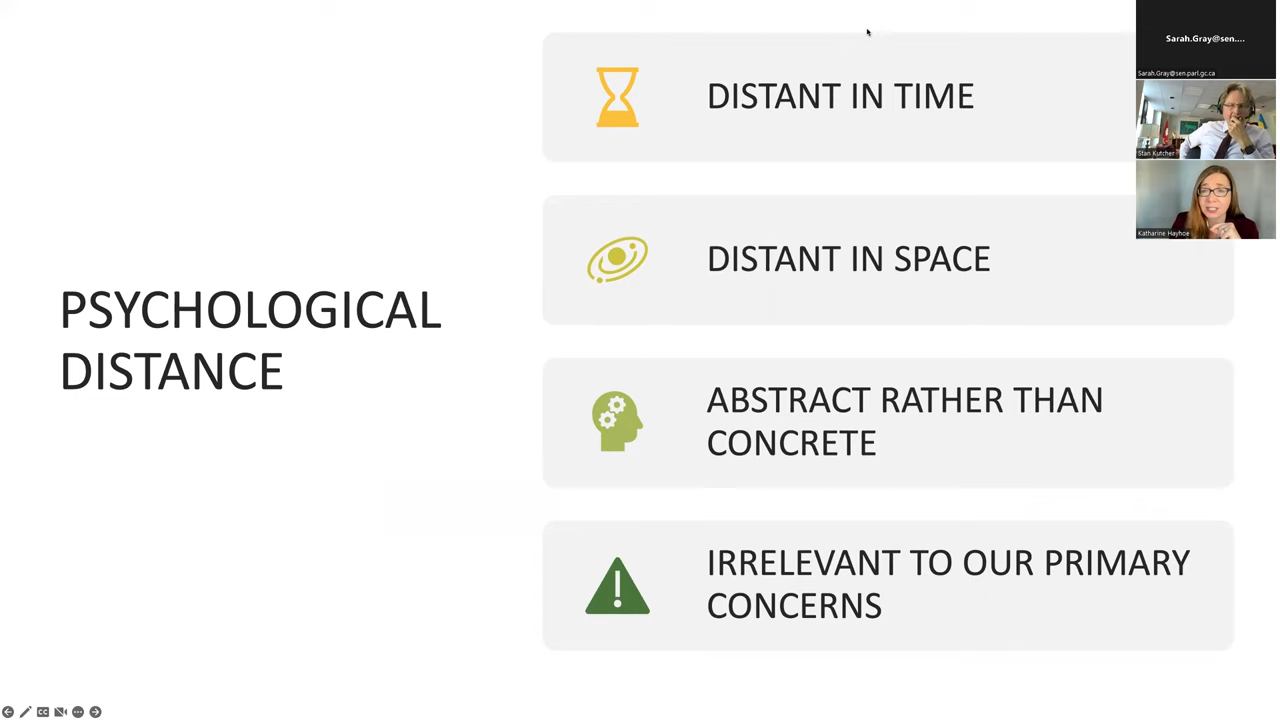 PSYCHOLOGICAL
DISTANCE
DISTANT IN TIME
DISTANT IN SPACE
ABSTRACT RATHER THAN
CONCRETE
IRRELEVANT TO OUR PRIMARY
CONCERNS
Sarah.Gray@sen....
Sarah.Gray@sen.parl.gc.ca
Stan Kutcher
Katharine Hayhoe
CC